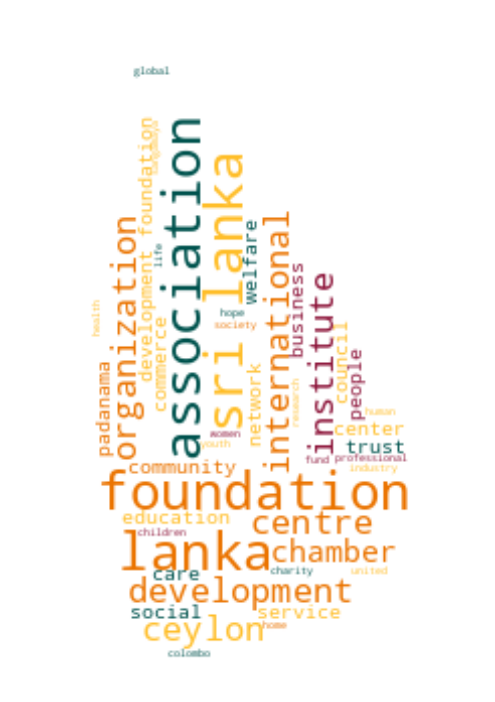 global
association
development foundation
sri lanka
organization
international
welfare
life
business
institute
health
commerce
hope
society
council
people
padanama
network
research
human
center
women
youth
trust
fund
professional
community
industry
foundation
education
centre
children
lanka
chamber
care
charity
united
development
social
service
ceylon
home
colombo